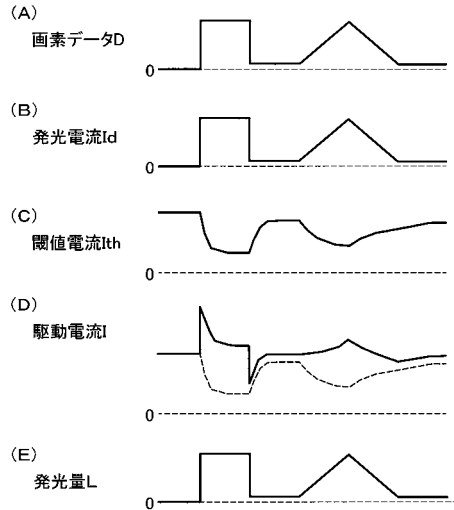 (A)
画素データD
0
(B)
発光電流Id
0
(C)
閾値電流Ith
0
(D)
駆動電流I
0
(E)
発光量L
0